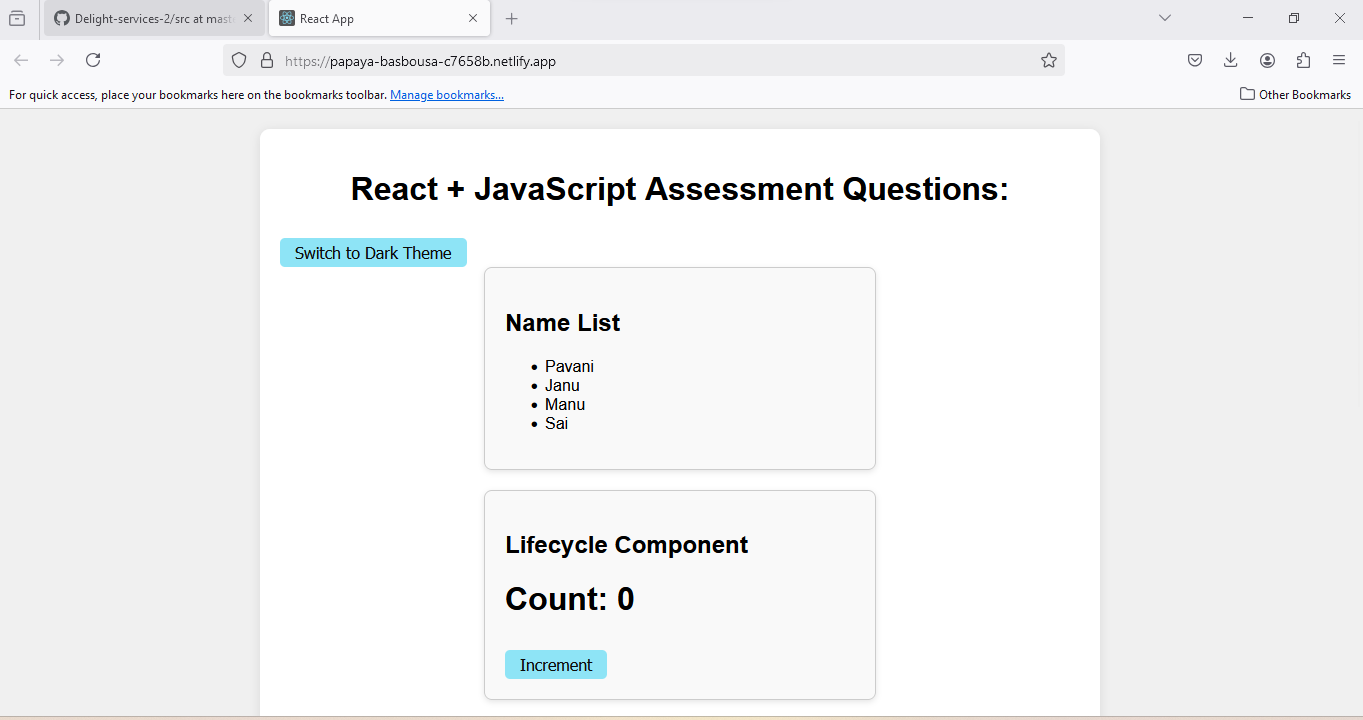 Delight-services-2/src at mast
React App
https://papaya-basbousa-c7658b.netlify.app
For quick access, place your bookmarks here on the bookmarks toolbar. Manage bookmarks...
Other Bookmarks
React + JavaScript Assessment Questions:
Switch to Dark Theme
Name List
• Pavani
• Janu
• Manu
• Sai
Lifecycle Component
Count: 0
Increment